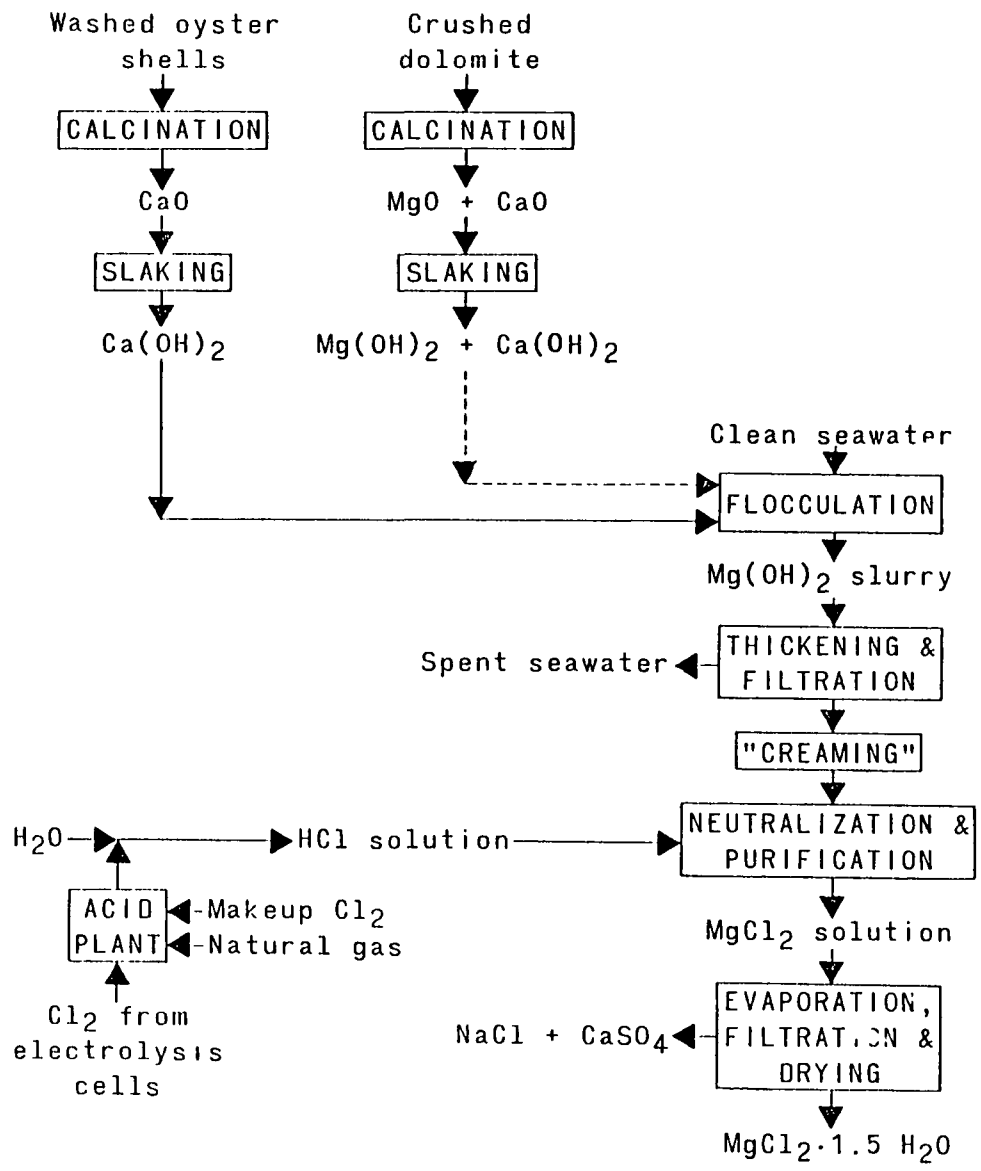 Washed oyster
shells
Crushed
dolomite
CALCINATION
CALCINATION
CaO
MgO + CaO
SLAKING
SLAKING
Ca(OH)2
Mg(OH)2 + Ca(OH)2
Clean seawater
FLOCCULATION
Mg(OH)2 slurry
THICKENING &
FILTRATION
Spent seawater
"CREAMING"
H2O
HCl solution
NEUTRALIZATION &
PURIFICATION
ACID
PLANT
Makeup Cl2
Natural gas
Cl2 from
electrolysis
cells
MgCl2 solution
EVAPORATION,
FILTRATION &
DRYING
NaCl + CaSO4
MgCl2·1.5 H2O